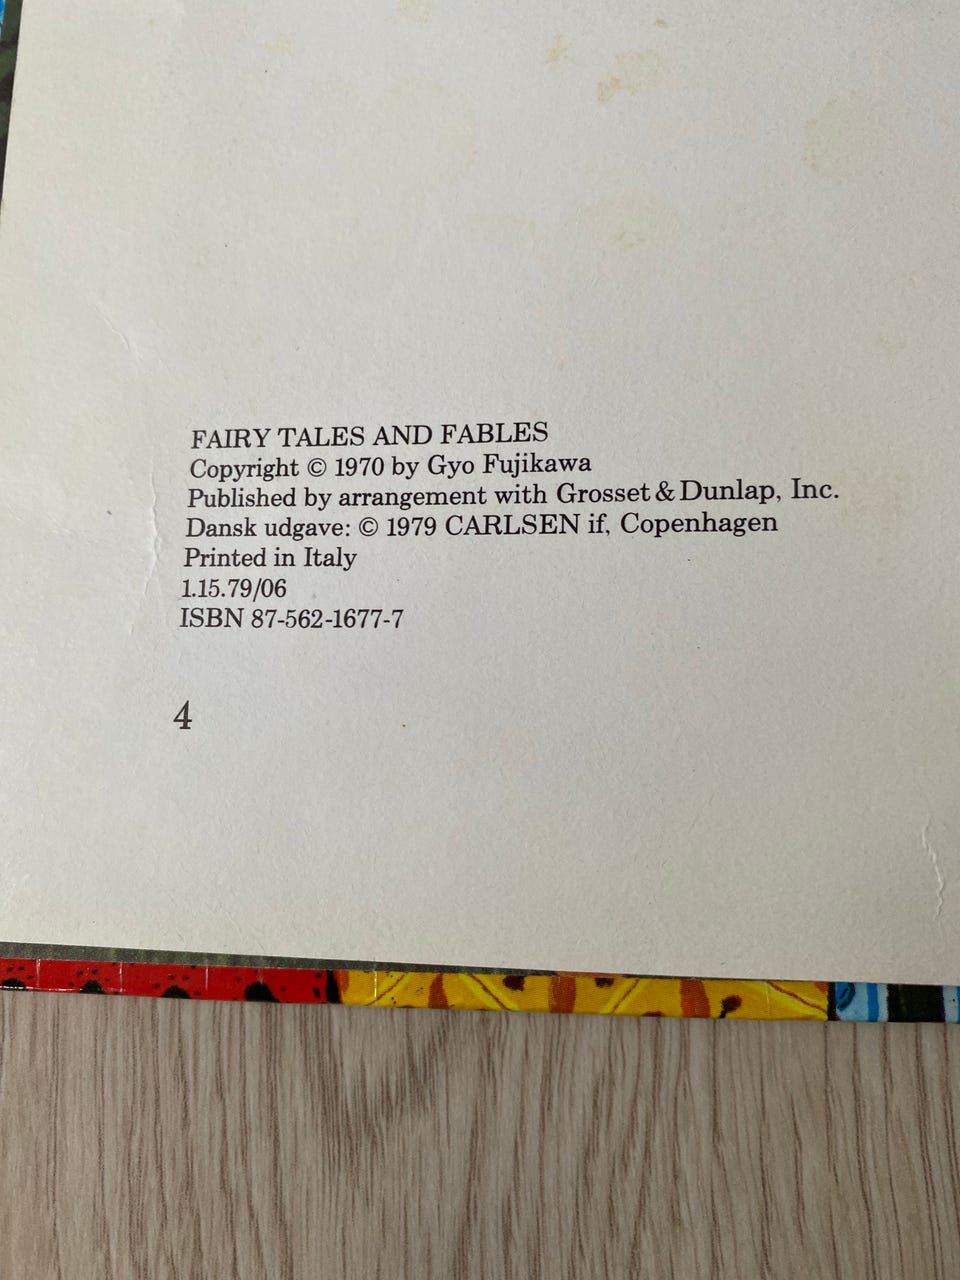 FAIRY TALES AND FABLES
Copyright © 1970 by Gyo Fujikawa
Published by arrangement with Grosset & Dunlap, Inc.
Dansk udgave: © 1979 CARLSEN if, Copenhagen
Printed in Italy
1.15.79/06
ISBN 87-562-1677-7
4